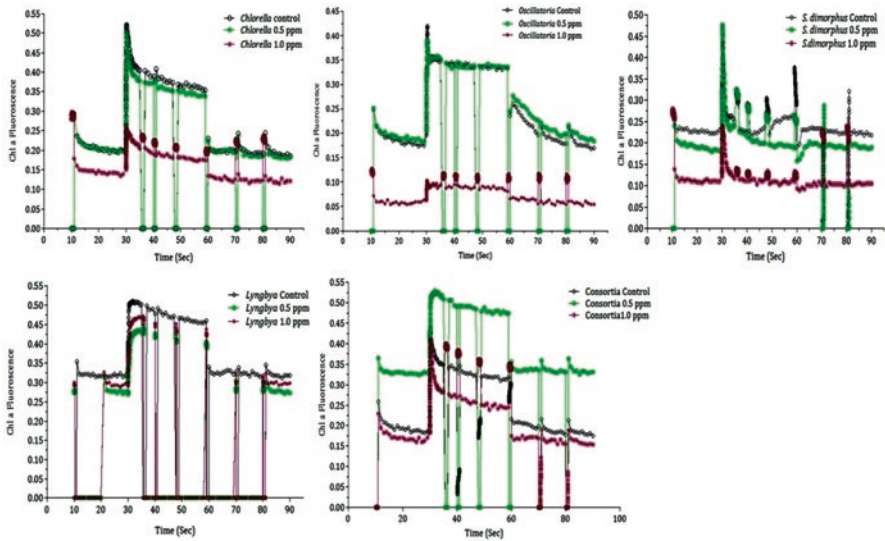 Chlorella control
Chlorella 0.5 ppm
Chlorella 1.0 ppm
Chl a Fluoroscence
0.55
0.50
0.45
0.40
0.35
0.30
0.25
0.20
0.15
0.10
0.05
0.00
0 10 20 30 40 50 60 70 80 90
Time (Sec)
Oscillatoria Control
Oscillatoria 0.5 ppm
Oscillatoria 1.0 ppm
Chl a Fluoroscence
0.45
0.40
0.35
0.30
0.25
0.20
0.15
0.10
0.05
0.00
0 10 20 30 40 50 60 70 80 90
Time (Sec)
S. dimorphus Control
S. dimorphus 0.5 ppm
S.dimorphus 1.0 ppm
Chl a Fluoroscence
0.50
0.45
0.40
0.35
0.30
0.25
0.20
0.15
0.10
0.05
0.00
0 10 20 30 40 50 60 70 80 90
Time (Sec)
Lyngbya Control
Lyngbya 0.5 ppm
Lyngbya 1.0 ppm
Chl a Fluoroscence
0.55
0.50
0.45
0.40
0.35
0.30
0.25
0.20
0.15
0.10
0.05
0.00
0 10 20 30 40 50 60 70 80 90
Time (Sec)
Consortia Control
Consortia 0.5 ppm
Consortia1.0 ppm
Chl a Fluoroscence
0.55
0.50
0.45
0.40
0.35
0.30
0.25
0.20
0.15
0.10
0.05
0.00
0 20 40 60 80 100
Time (Sec)